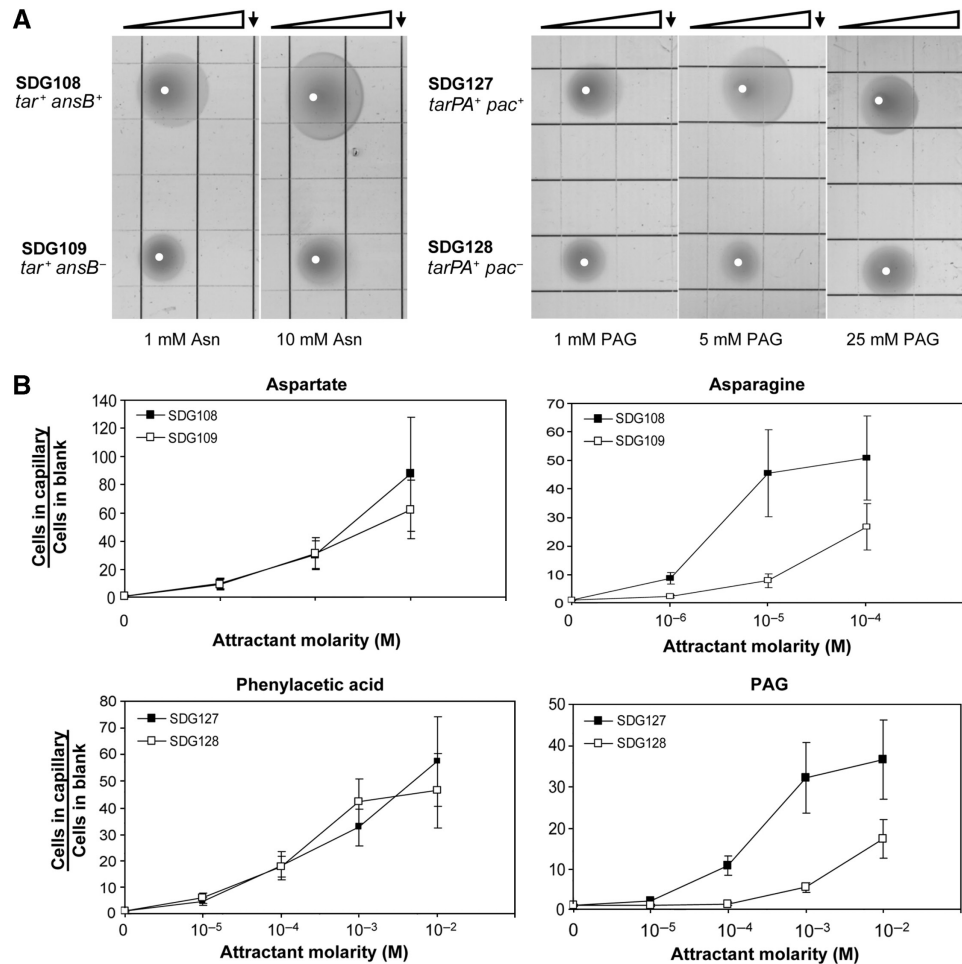 A
SDG108
tar⁺ ansB⁺
SDG109
tar⁺ ansB⁻
1 mM Asn
10 mM Asn
SDG127
tarPA⁺ pac⁺
SDG128
tarPA⁺ pac⁻
1 mM PAG
5 mM PAG
25 mM PAG
B
Aspartate
Cells in capillary
Cells in blank
140
120
100
80
60
40
20
0
SDG108
SDG109
0
Attractant molarity (M)
Asparagine
70
60
50
40
30
20
10
0
SDG108
SDG109
0 10⁻⁶ 10⁻⁵ 10⁻⁴
Attractant molarity (M)
Phenylacetic acid
Cells in capillary
Cells in blank
80
70
60
50
40
30
20
10
0
SDG127
SDG128
0 10⁻⁵ 10⁻⁴ 10⁻³ 10⁻²
Attractant molarity (M)
PAG
50
40
30
20
10
0
SDG127
SDG128
0 10⁻⁵ 10⁻⁴ 10⁻³ 10⁻²
Attractant molarity (M)